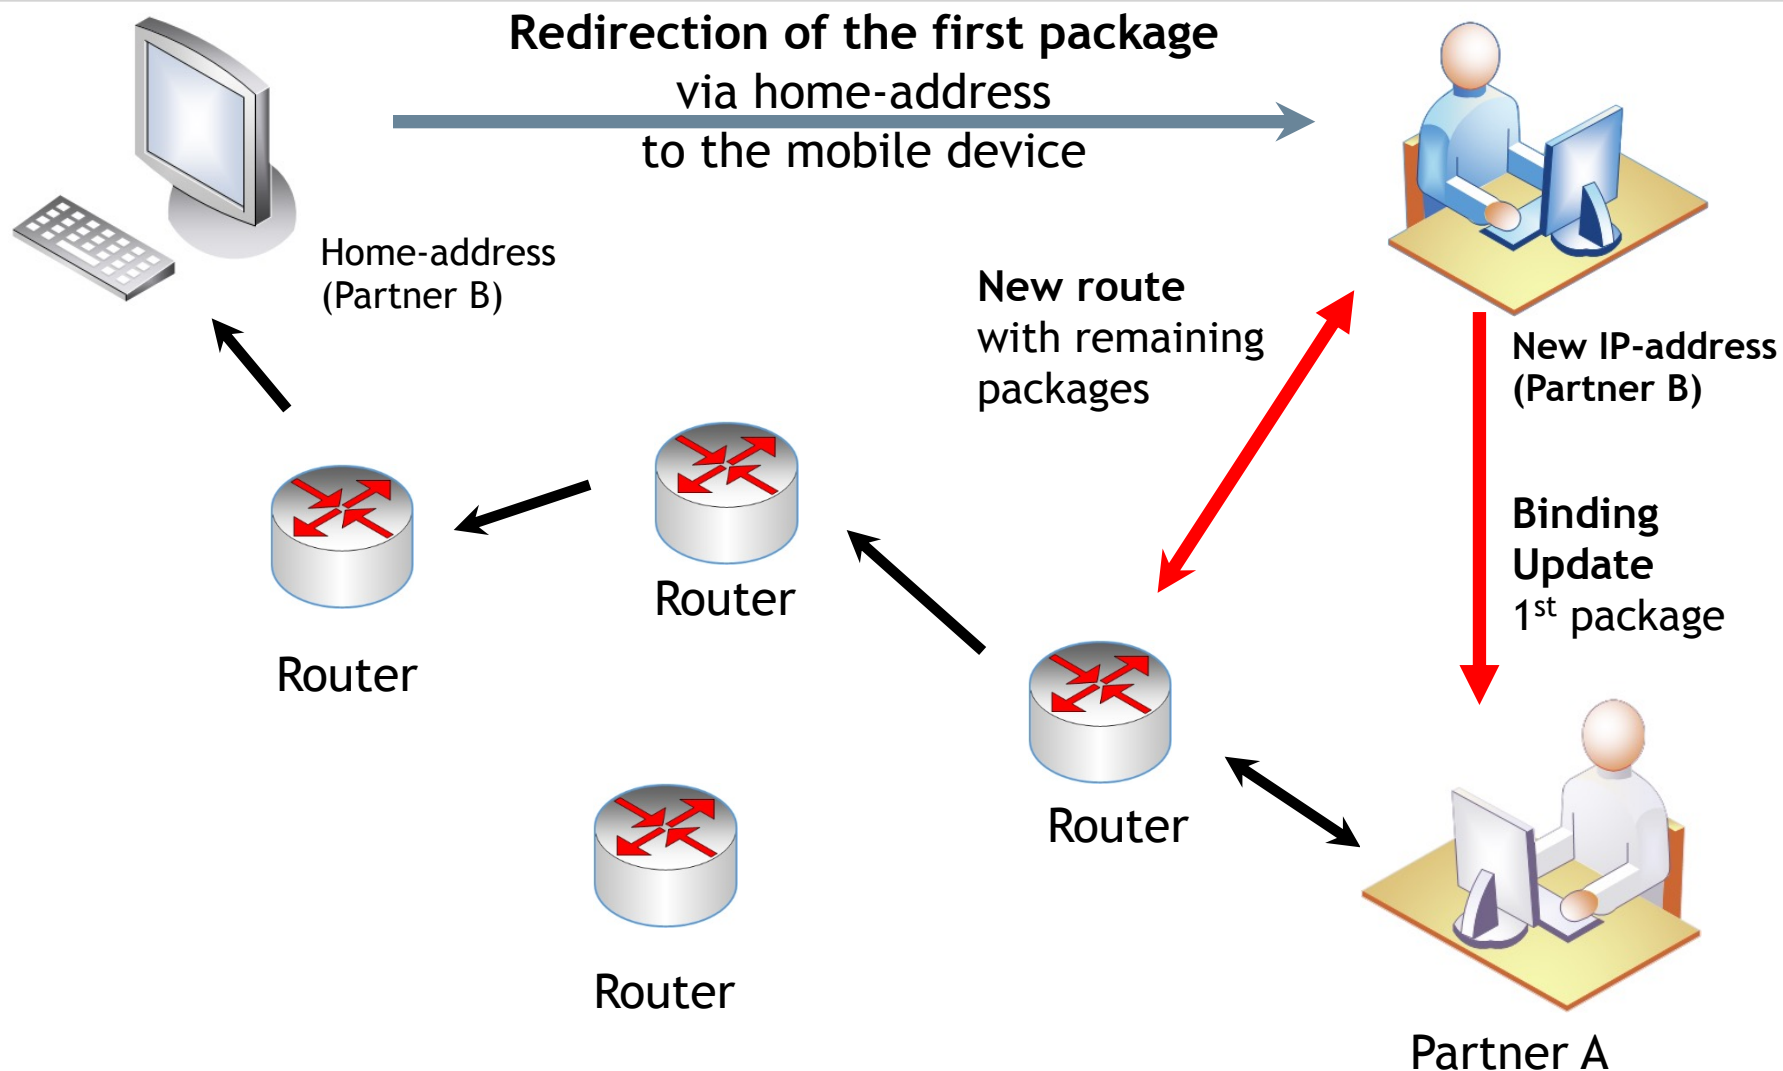 Redirection of the first package
via home-address
to the mobile device
Home-address
(Partner B)
New route
with remaining
packages
New IP-address
(Partner B)
Binding
Update
1st package
Router
Router
Router
Router
Partner A